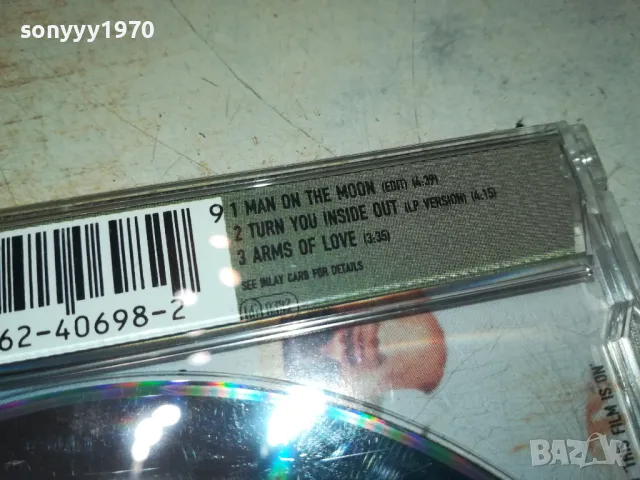 sonyyy1970
9
1 MAN ON THE MOON (EDIT) (4:39)
2 TURN YOU INSIDE OUT (LP VERSION) (4:15)
3 ARMS OF LOVE (3:35)
SEE INLAY CARD FOR DETAILS
62-40698-2
THIS FILM IS ON
BAZAR